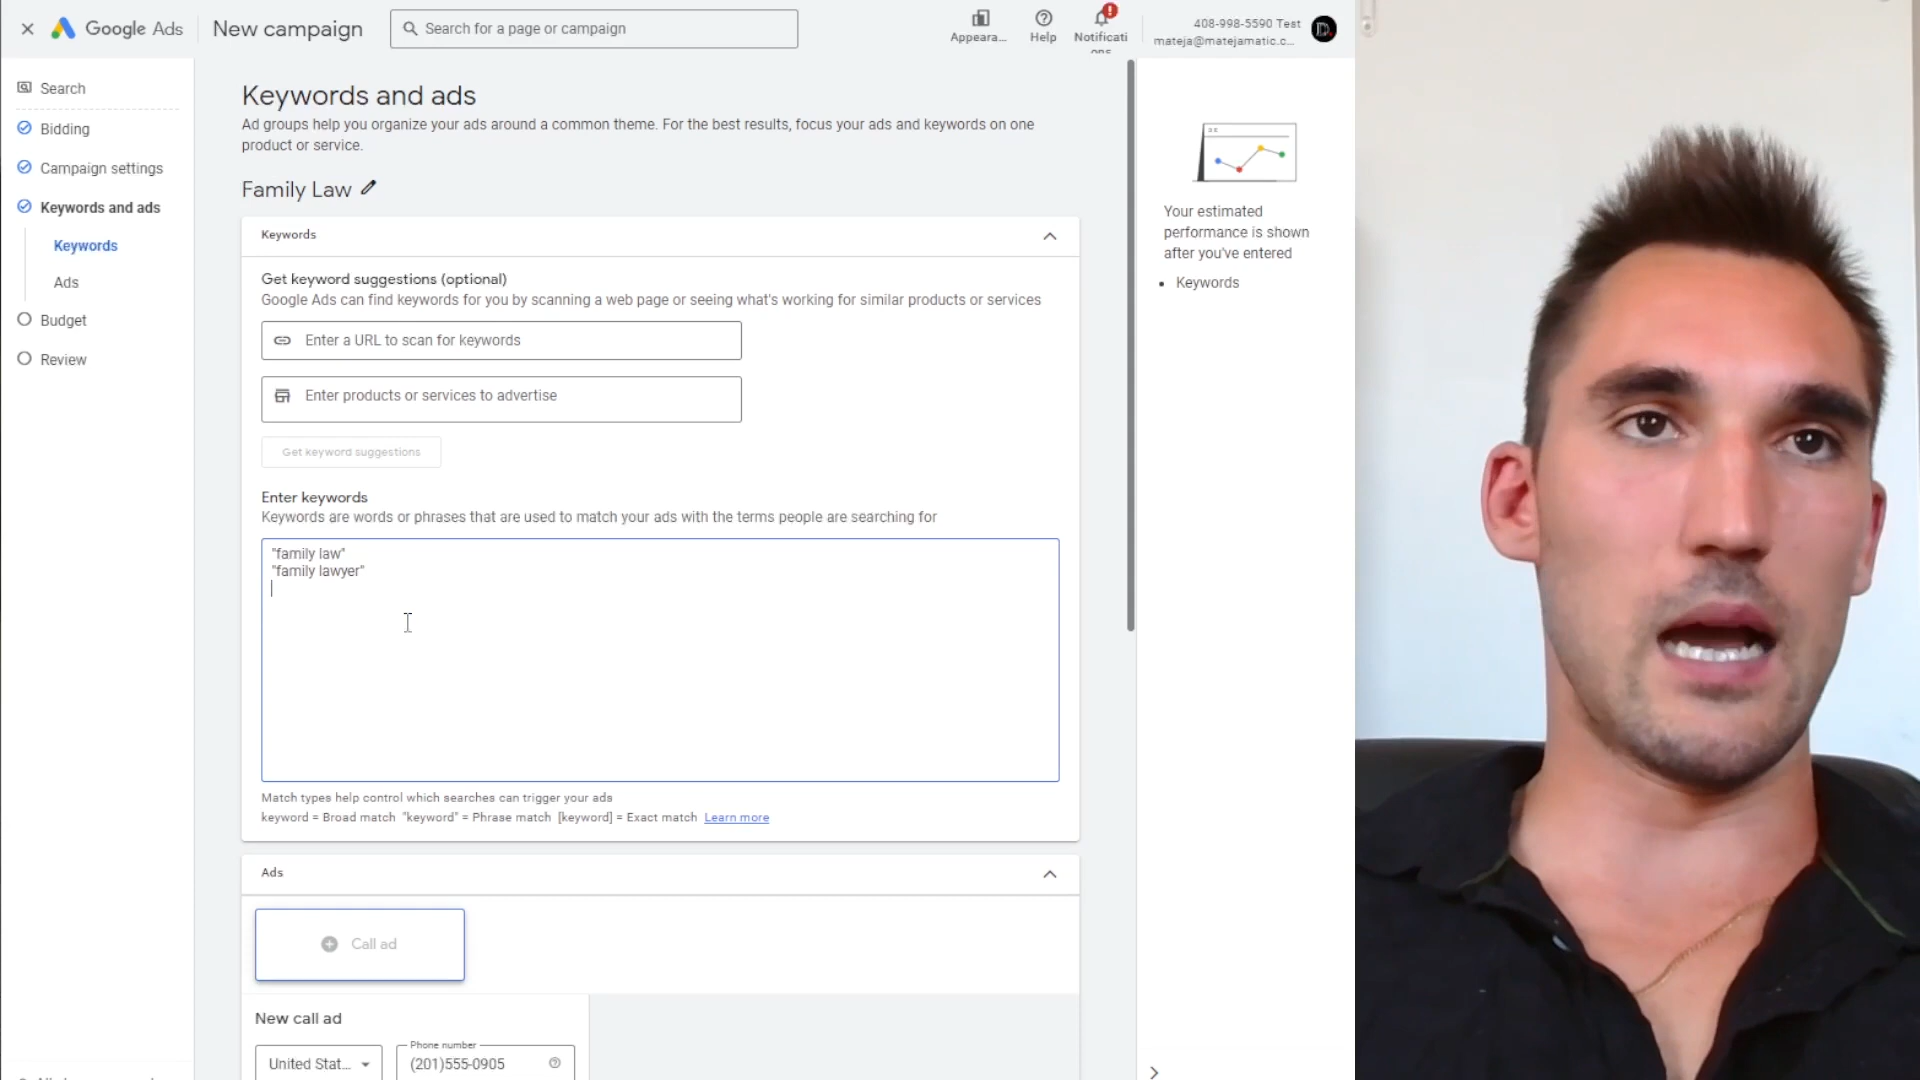 Google Ads
New campaign
Search for a page or campaign
Appeara...
Help
Notificati
ons
408-998-5590 Test
mateja@matejamatic.c...
Search
Bidding
Campaign settings
Keywords and ads
Keywords
Ads
Budget
Review
Keywords and ads
Ad groups help you organize your ads around a common theme. For the best results, focus your ads and keywords on one
product or service.
Family Law
Keywords
Get keyword suggestions (optional)
Google Ads can find keywords for you by scanning a web page or seeing what's working for similar products or services
Enter a URL to scan for keywords
Enter products or services to advertise
Get keyword suggestions
Enter keywords
Keywords are words or phrases that are used to match your ads with the terms people are searching for
"family law"
"family lawyer"
Match types help control which searches can trigger your ads
keyword = Broad match "keyword" = Phrase match [keyword] = Exact match Learn more
Ads
Call ad
New call ad
United Stat...
Phone number
(201)555-0905
Your estimated
performance is shown
after you've entered
• Keywords